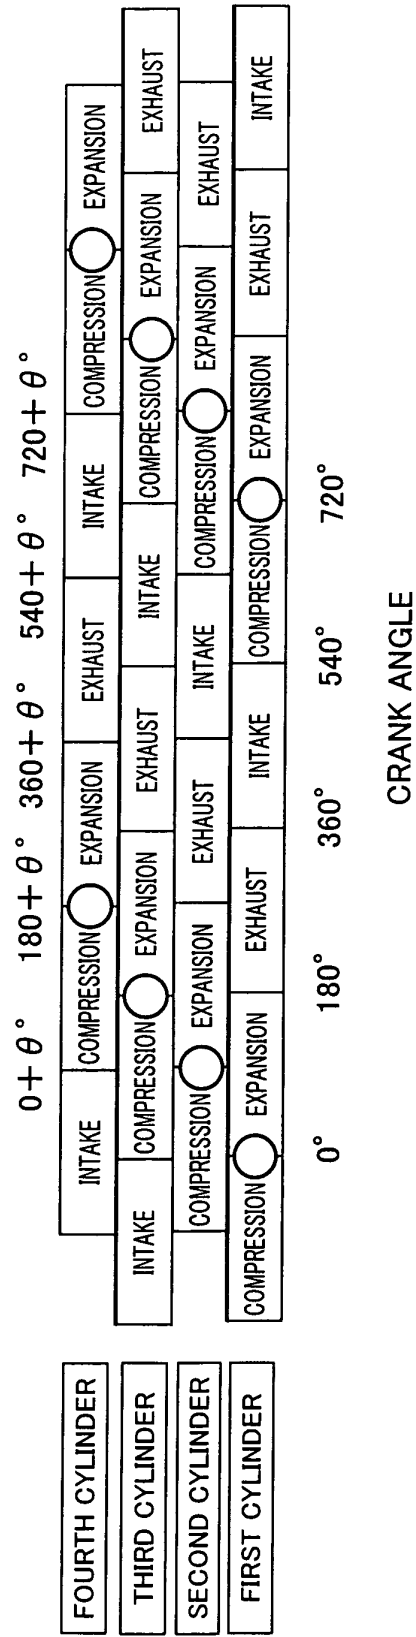 0+θ° 180+θ° 360+θ° 540+θ° 720+θ°
FOURTH CYLINDER INTAKE COMPRESSION EXPANSION EXHAUST INTAKE COMPRESSION EXPANSION
THIRD CYLINDER INTAKE COMPRESSION EXPANSION EXHAUST INTAKE COMPRESSION EXPANSION EXHAUST
SECOND CYLINDER COMPRESSION EXPANSION EXHAUST INTAKE COMPRESSION EXPANSION EXHAUST
FIRST CYLINDER COMPRESSION EXPANSION EXHAUST INTAKE COMPRESSION EXPANSION EXHAUST INTAKE
0° 180° 360° 540° 720°
CRANK ANGLE